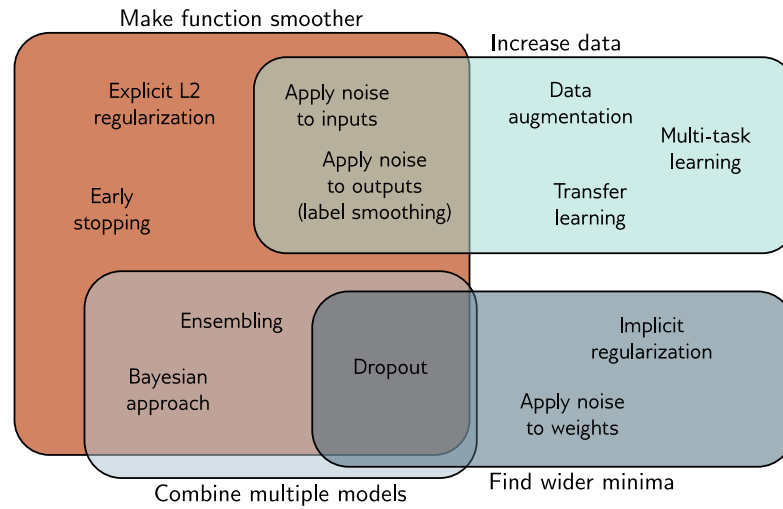 Make function smoother
Increase data
Explicit L2
regularization
Apply noise
to inputs
Data
augmentation
Multi-task
learning
Apply noise
to outputs
(label smoothing)
Early
stopping
Transfer
learning
Ensembling
Implicit
regularization
Dropout
Bayesian
approach
Apply noise
to weights
Combine multiple models
Find wider minima